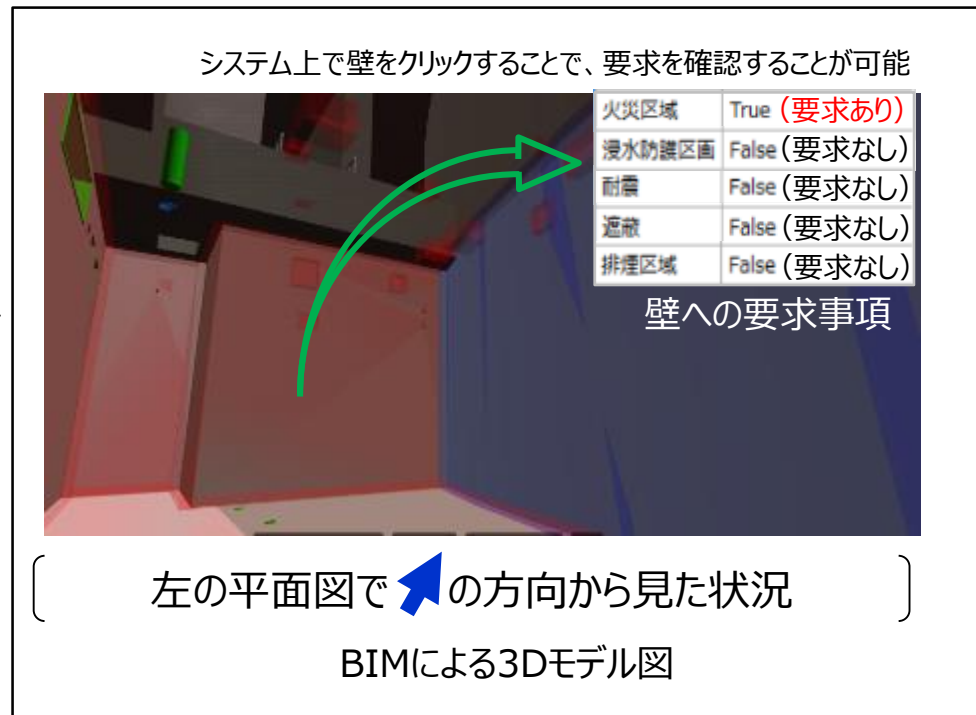 システム上で壁をクリックすることで、要求を確認することが可能
火災区域 True（要求あり）
浸水防護区画 False（要求なし）
耐震 False（要求なし）
遮蔽 False（要求なし）
排煙区域 False（要求なし）
壁への要求事項
左の平面図で の方向から見た状況
BIMによる3Dモデル図